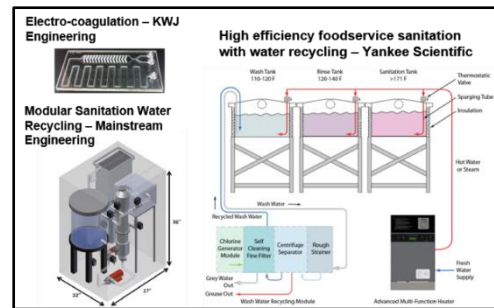 Electro-coagulation – KWJ
Engineering
Modular Sanitation Water
Recycling – Mainstream
Engineering
36"
22"
27"
High efficiency foodservice sanitation
with water recycling – Yankee Scientific
Wash Tank
110-120 F
Rinse Tank
120-140 F
Sanitation Tank
>171 F
Thermostatic
Valve
Sparging Tube
Insulation
Hot Water
or Steam
Wash Water
Recycled Wash Water
Chlorine
Generator
Module
Self
Cleaning
Fine Filter
Centrifuge
Separator
Rough
Strainer
Grey Water
Out
Grease Out
Wash Water Recycling Module
Fresh
Water
Supply
Advanced Multi-Function Heater